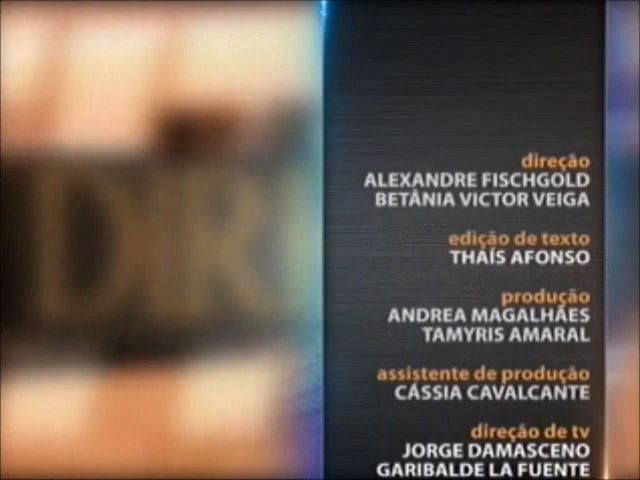 DIR
direção
ALEXANDRE FISCHGOLD
BETÂNIA VICTOR VEIGA
edição de texto
THAÍS AFONSO
produção
ANDREA MAGALHÃES
TAMYRIS AMARAL
assistente de produção
CÁSSIA CAVALCANTE
direção de tv
JORGE DAMASCENO
GARIBALDE LA FUENTE